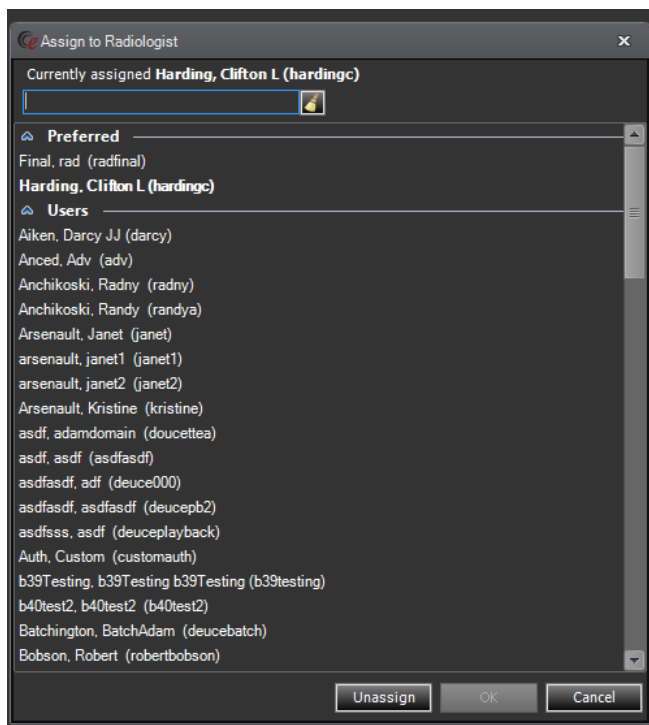 Assign to Radiologist
Currently assigned Harding, Clifton L (hardingc)
Preferred
Final, rad (radfinal)
Harding, Clifton L (hardingc)
Users
Aiken, Darcy JJ (darcy)
Anced, Adv (adv)
Anchikoski, Radny (radny)
Anchikoski, Randy (randya)
Arsenault, Janet (janet)
arsenault, janet1 (janet1)
arsenault, janet2 (janet2)
Arsenault, Kristine (kristine)
asdf, adamdomain (doucettea)
asdf, asdf (asdfasdf)
asdfasdf, adf (deuce000)
asdfasdf, asdfasdf (deucepb2)
asdfsss, asdf (deuceplayback)
Auth, Custom (customauth)
b39Testing, b39Testing b39Testing (b39testing)
b40test2, b40test2 (b40test2)
Batchington, BatchAdam (deucebatch)
Bobson, Robert (robertbobson)
Unassign OK Cancel